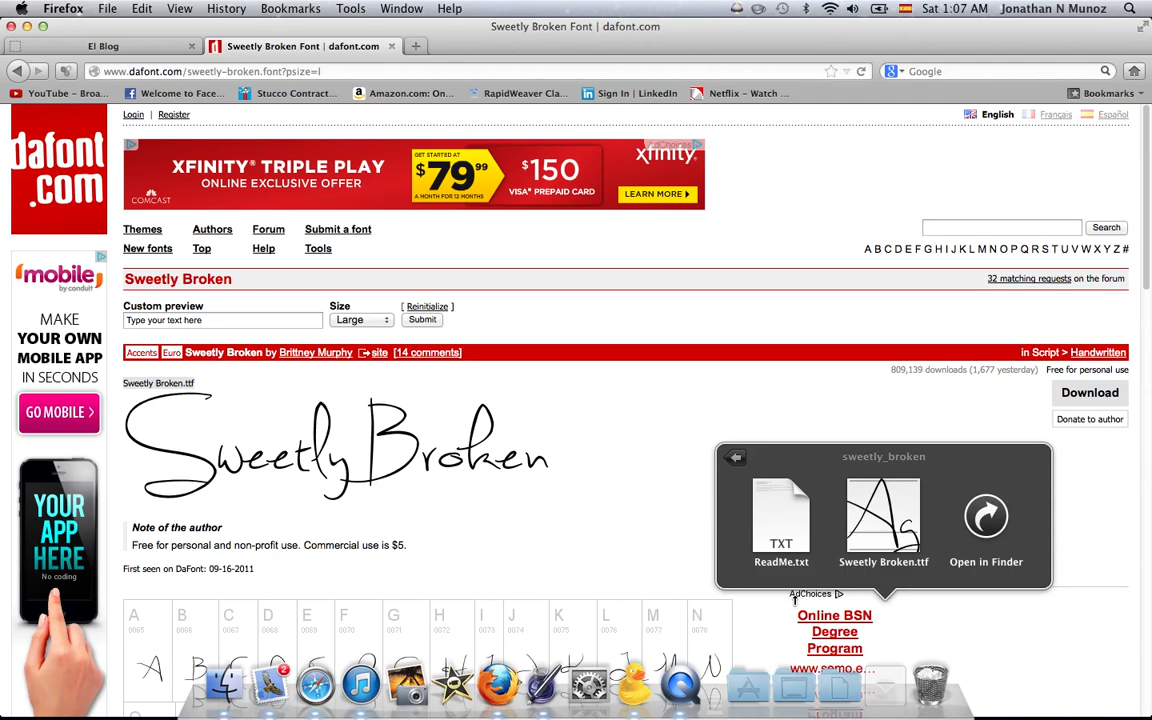 Firefox File Edit View History Bookmarks Tools Window Help Sat 1:07 AM Jonathan N Munoz
Sweetly Broken Font | dafont.com
El Blog Sweetly Broken Font | dafont.com
www.dafont.com/sweetly-broken.font?psize=l Google
YouTube - Broa... Welcome to Face... Stucco Contract... Amazon.com: On... RapidWeaver Cla... Sign In | LinkedIn Netflix - Watch ... Bookmarks
Login | Register English Français Español
dafont
.com
XFINITY® TRIPLE PLAY
ONLINE EXCLUSIVE OFFER
COMCAST
GET STARTED AT
$79 99
A MONTH FOR 12 MONTHS
$150
VISA® PREPAID CARD
AdChoices
xfinity
LEARN MORE
Themes Authors Forum Submit a font
New fonts Top Help Tools
Search
A B C D E F G H I J K L M N O P Q R S T U V W X Y Z #
Sweetly Broken 32 matching requests on the forum
Custom preview Size [ Reinitialize ]
Type your text here Large Submit
Accents Euro Sweetly Broken by Brittney Murphy site [14 comments] in Script > Handwritten
809,139 downloads (1,677 yesterday) Free for personal use
Sweetly Broken.ttf
Download
Donate to author
Sweetly Broken
Note of the author
Free for personal and non-profit use. Commercial use is $5.
First seen on DaFont: 09-16-2011
A B C D E F G H I J K L M N
0065 0066 0067 0068 0069 0070 0071 0072 0073 0074 0075 0076 0077 0078
A B C D
N
mobile
by conduit
MAKE
YOUR OWN
MOBILE APP
IN SECONDS
GO MOBILE >
YOUR
APP
HERE
No coding
sweetly_broken
TXT
Ag
ReadMe.txt Sweetly Broken.ttf Open in Finder
AdChoices
Online BSN
Degree
Program
www.semo.e...
2